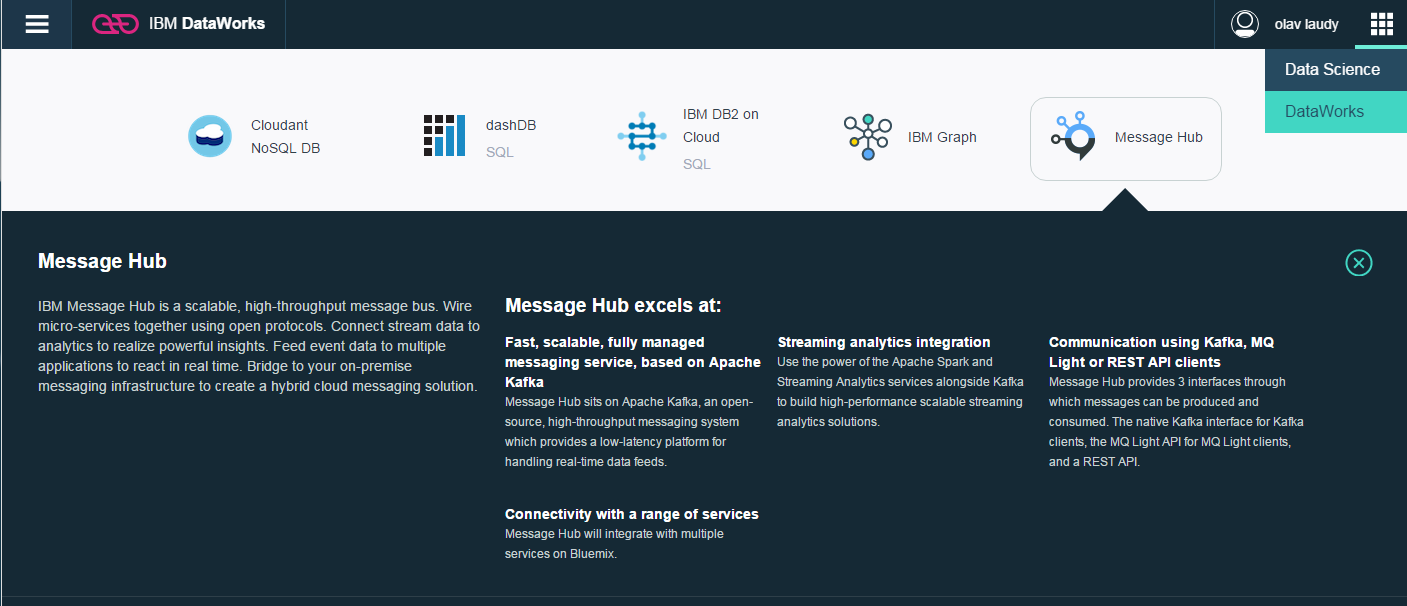 IBM DataWorks
olav laudy
Data Science
DataWorks
Cloudant
NoSQL DB
dashDB
SQL
IBM DB2 on
Cloud
SQL
IBM Graph
Message Hub
Message Hub
IBM Message Hub is a scalable, high-throughput message bus. Wire
micro-services together using open protocols. Connect stream data to
analytics to realize powerful insights. Feed event data to multiple
applications to react in real time. Bridge to your on-premise
messaging infrastructure to create a hybrid cloud messaging solution.
Message Hub excels at:
Fast, scalable, fully managed
messaging service, based on Apache
Kafka
Message Hub sits on Apache Kafka, an open-
source, high-throughput messaging system
which provides a low-latency platform for
handling real-time data feeds.
Streaming analytics integration
Use the power of the Apache Spark and
Streaming Analytics services alongside Kafka
to build high-performance scalable streaming
analytics solutions.
Communication using Kafka, MQ
Light or REST API clients
Message Hub provides 3 interfaces through
which messages can be produced and
consumed. The native Kafka interface for Kafka
clients, the MQ Light API for MQ Light clients,
and a REST API.
Connectivity with a range of services
Message Hub will integrate with multiple
services on Bluemix.